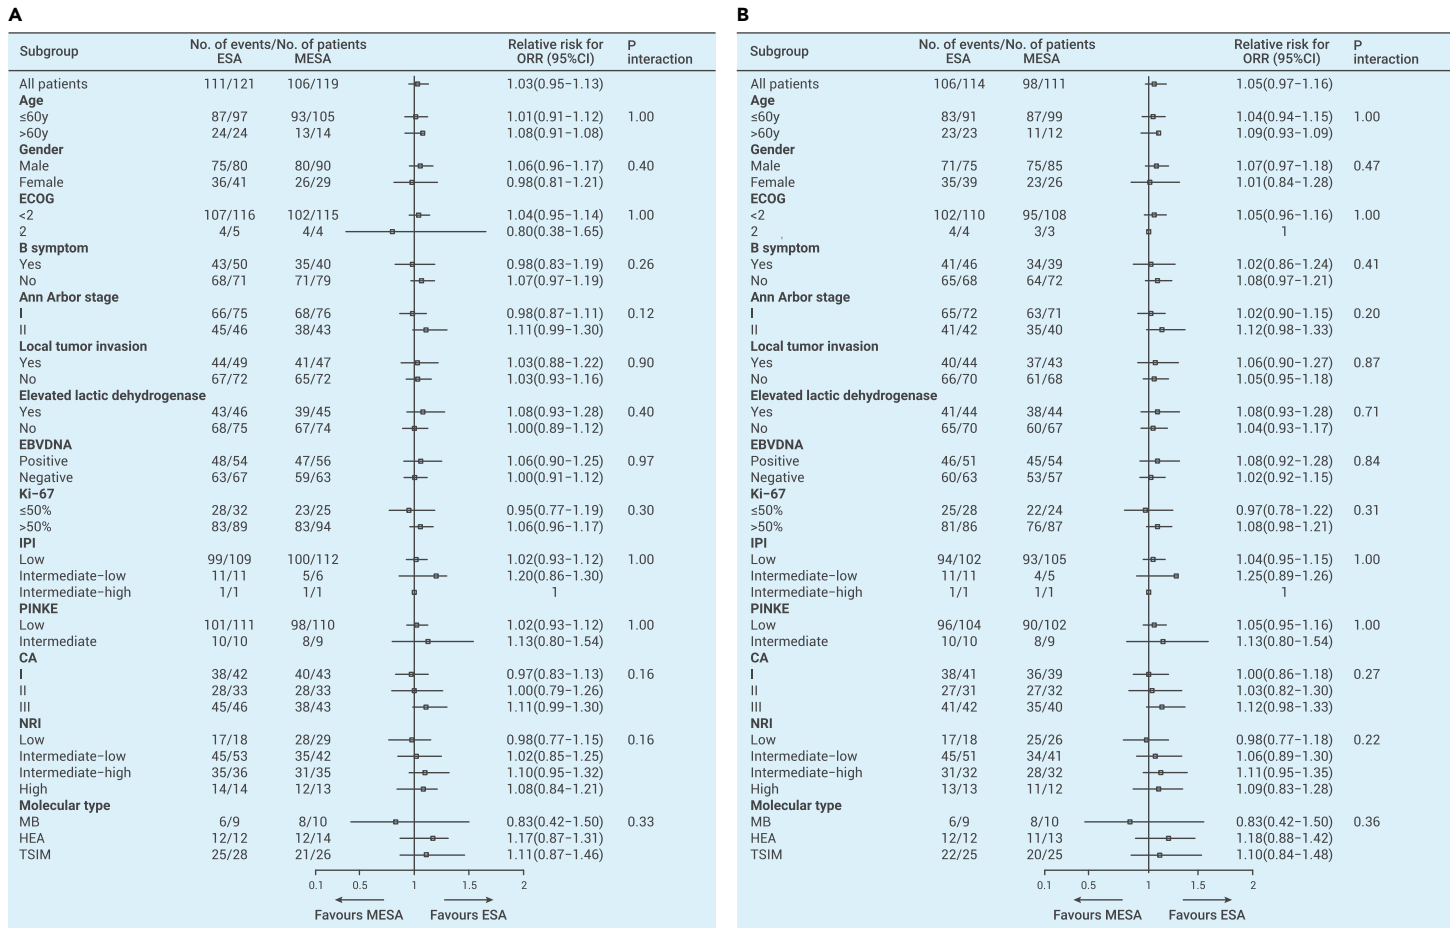 A
Subgroup No. of events/No. of patients Relative risk for P
ESA MESA ORR (95%CI) interaction
All patients 111/121 106/119 1.03(0.95−1.13)
Age
≤60y 87/97 93/105 1.01(0.91−1.12) 1.00
>60y 24/24 13/14 1.08(0.91−1.08)
Gender
Male 75/80 80/90 1.06(0.96−1.17) 0.40
Female 36/41 26/29 0.98(0.81−1.21)
ECOG
<2 107/116 102/115 1.04(0.95−1.14) 1.00
2 4/5 4/4 0.80(0.38−1.65)
B symptom
Yes 43/50 35/40 0.98(0.83−1.19) 0.26
No 68/71 71/79 1.07(0.97−1.19)
Ann Arbor stage
I 66/75 68/76 0.98(0.87−1.11) 0.12
II 45/46 38/43 1.11(0.99−1.30)
Local tumor invasion
Yes 44/49 41/47 1.03(0.88−1.22) 0.90
No 67/72 65/72 1.03(0.93−1.16)
Elevated lactic dehydrogenase
Yes 43/46 39/45 1.08(0.93−1.28) 0.40
No 68/75 67/74 1.00(0.89−1.12)
EBVDNA
Positive 48/54 47/56 1.06(0.90−1.25) 0.97
Negative 63/67 59/63 1.00(0.91−1.12)
Ki−67
≤50% 28/32 23/25 0.95(0.77−1.19) 0.30
>50% 83/89 83/94 1.06(0.96−1.17)
IPI
Low 99/109 100/112 1.02(0.93−1.12) 1.00
Intermediate−low 11/11 5/6 1.20(0.86−1.30)
Intermediate−high 1/1 1/1 1
PINKE
Low 101/111 98/110 1.02(0.93−1.12) 1.00
Intermediate 10/10 8/9 1.13(0.80−1.54)
CA
I 38/42 40/43 0.97(0.83−1.13) 0.16
II 28/33 28/33 1.00(0.79−1.26)
III 45/46 38/43 1.11(0.99−1.30)
NRI
Low 17/18 28/29 0.98(0.77−1.15) 0.16
Intermediate−low 45/53 35/42 1.02(0.85−1.25)
Intermediate−high 35/36 31/35 1.10(0.95−1.32)
High 14/14 12/13 1.08(0.84−1.21)
Molecular type
MB 6/9 8/10 0.83(0.42−1.50) 0.33
HEA 12/12 12/14 1.17(0.87−1.31)
TSIM 25/28 21/26 1.11(0.87−1.46)
0.1 0.5 1 1.5 2
Favours MESA Favours ESA
B
Subgroup No. of events/No. of patients Relative risk for P
ESA MESA ORR (95%CI) interaction
All patients 106/114 98/111 1.05(0.97−1.16)
Age
≤60y 83/91 87/99 1.04(0.94−1.15) 1.00
>60y 23/23 11/12 1.09(0.93−1.09)
Gender
Male 71/75 75/85 1.07(0.97−1.18) 0.47
Female 35/39 23/26 1.01(0.84−1.28)
ECOG
<2 102/110 95/108 1.05(0.96−1.16) 1.00
2 4/4 3/3 1
B symptom
Yes 41/46 34/39 1.02(0.86−1.24) 0.41
No 65/68 64/72 1.08(0.97−1.21)
Ann Arbor stage
I 65/72 63/71 1.02(0.90−1.15) 0.20
II 41/42 35/40 1.12(0.98−1.33)
Local tumor invasion
Yes 40/44 37/43 1.06(0.90−1.27) 0.87
No 66/70 61/68 1.05(0.95−1.18)
Elevated lactic dehydrogenase
Yes 41/44 38/44 1.08(0.93−1.28) 0.71
No 65/70 60/67 1.04(0.93−1.17)
EBVDNA
Positive 46/51 45/54 1.08(0.92−1.28) 0.84
Negative 60/63 53/57 1.02(0.92−1.15)
Ki−67
≤50% 25/28 22/24 0.97(0.78−1.22) 0.31
>50% 81/86 76/87 1.08(0.98−1.21)
IPI
Low 94/102 93/105 1.04(0.95−1.15) 1.00
Intermediate−low 11/11 4/5 1.25(0.89−1.26)
Intermediate−high 1/1 1/1 1
PINKE
Low 96/104 90/102 1.05(0.95−1.16) 1.00
Intermediate 10/10 8/9 1.13(0.80−1.54)
CA
I 38/41 36/39 1.00(0.86−1.18) 0.27
II 27/31 27/32 1.03(0.82−1.30)
III 41/42 35/40 1.12(0.98−1.33)
NRI
Low 17/18 25/26 0.98(0.77−1.18) 0.22
Intermediate−low 45/51 34/41 1.06(0.89−1.30)
Intermediate−high 31/32 28/32 1.11(0.95−1.35)
High 13/13 11/12 1.09(0.83−1.28)
Molecular type
MB 6/9 8/10 0.83(0.42−1.50) 0.36
HEA 12/12 11/13 1.18(0.88−1.42)
TSIM 22/25 20/25 1.10(0.84−1.48)
0.1 0.5 1 1.5 2
Favours MESA Favours ESA